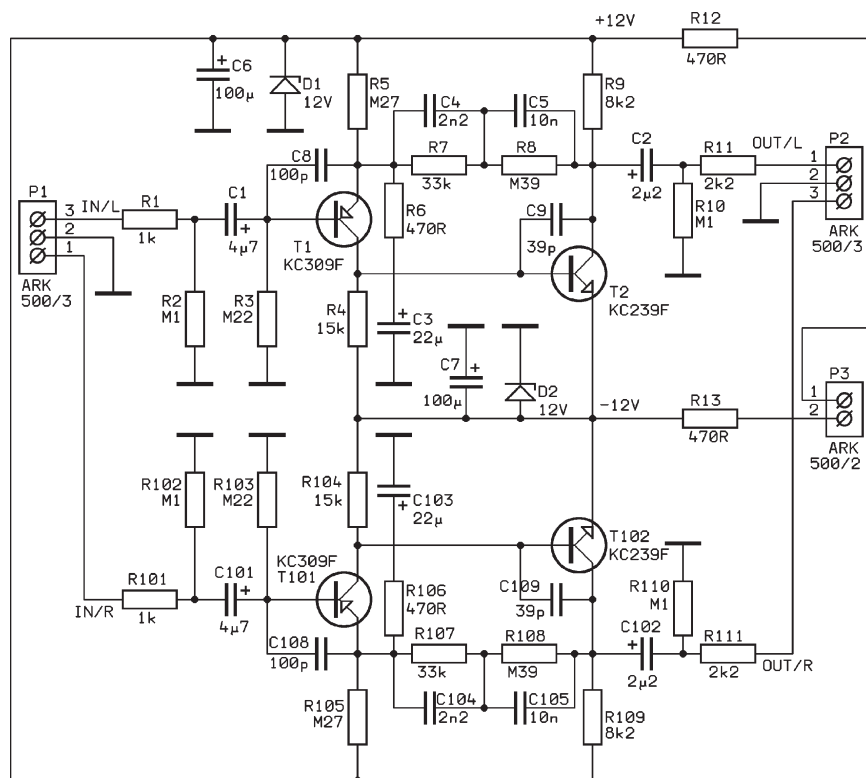 +12V
R12
470R
C6
100µ
D1
12V
R5
M27
C4
2n2
C5
10n
R9
8k2
C8
100p
R7
33k
R8
M39
C2
2µ2
R11
2k2
OUT/L
P2
1
2
3
ARK
500/3
P1
3
2
1
ARK
500/3
IN/L
R1
1k
C1
4µ7
T1
KC309F
R6
470R
C9
39p
R10
M1
T2
KC239F
R2
M1
R3
M22
R4
15k
C3
22µ
C7
100µ
D2
12V
-12V
R13
470R
P3
1
2
ARK
500/2
R102
M1
R103
M22
R104
15k
C103
22µ
T102
KC239F
KC309F
T101
C101
4µ7
R101
1k
IN/R
R106
470R
C109
39p
R110
M1
C102
2µ2
R111
2k2
OUT/R
C108
100p
R107
33k
R108
M39
R105
M27
C104
2n2
C105
10n
R109
8k2